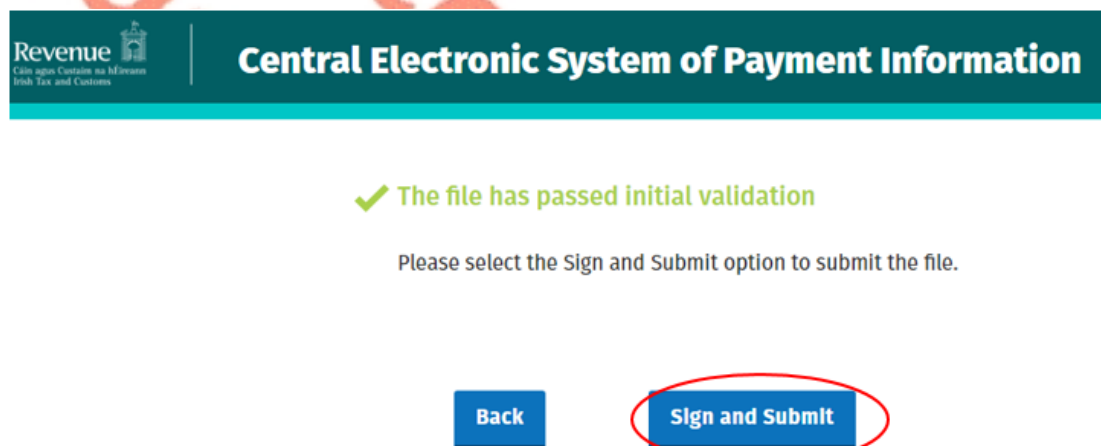 Revenue
Cáin agus Custaim na hÉireann
Irish Tax and Customs
Central Electronic System of Payment Information
The file has passed initial validation
Please select the Sign and Submit option to submit the file.
Back
Sign and Submit